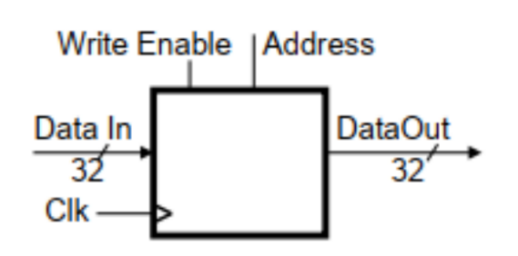 Write Enable
Address
Data In
32
DataOut
32
Clk